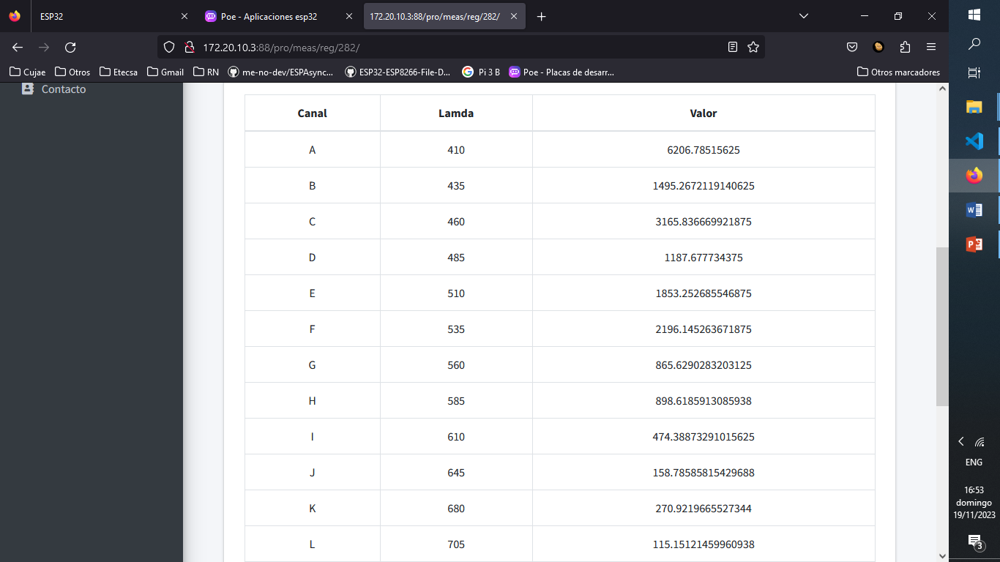 ESP32
Poe - Aplicaciones esp32
172.20.10.3:88/pro/meas/reg/282/
172.20.10.3:88/pro/meas/reg/282/
Cujae
Otros
Etecsa
Gmail
RN
me-no-dev/ESPAsync...
ESP32-ESP8266-File-D...
Pi 3 B
Poe - Placas de desarr...
Otros marcadores
Contacto
Canal Lamda Valor
A 410 6206.78515625
B 435 1495.2672119140625
C 460 3165.836669921875
D 485 1187.677734375
E 510 1853.252685546875
F 535 2196.145263671875
G 560 865.6290283203125
H 585 898.6185913085938
I 610 474.38873291015625
J 645 158.78585815429688
K 680 270.9219665527344
L 705 115.15121459960938
ENG
16:53
domingo
19/11/2023
3